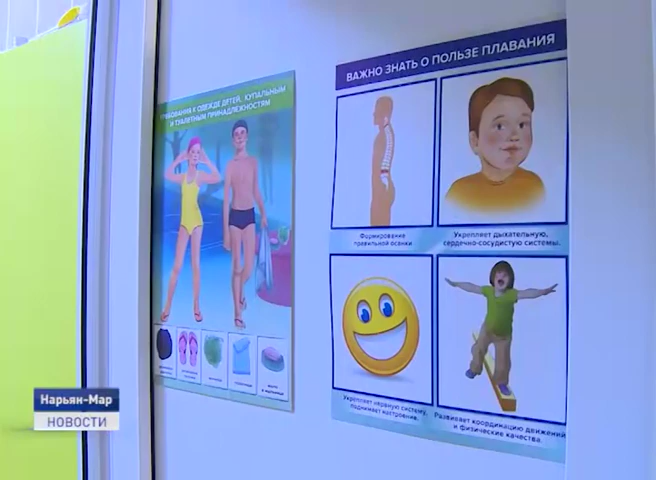 ТРЕБОВАНИЯ К ОДЕЖДЕ ДЕТЕЙ, КУПАЛЬНЫМ
И ТУАЛЕТНЫМ ПРИНАДЛЕЖНОСТЯМ
ВАЖНО ЗНАТЬ О ПОЛЬЗЕ ПЛАВАНИЯ
Формирование
правильной осанки
Укрепляет дыхательную,
сердечно-сосудистую системы.
Укрепляет нервную систему,
поднимает настроение.
Развивает координацию движений
и физические качества.
Нарьян-Мар
НОВОСТИ